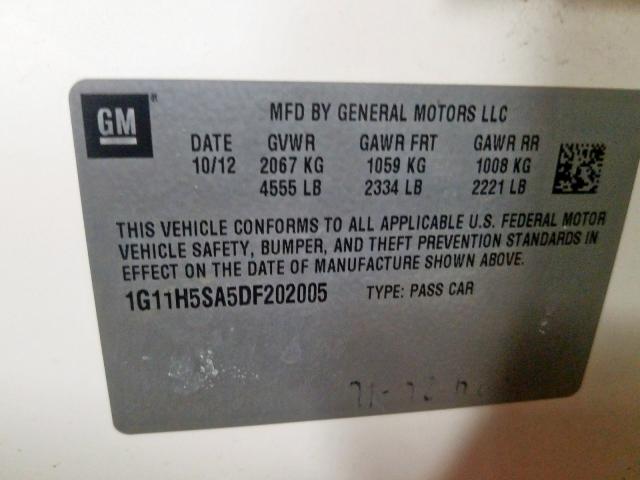 GM®
MFD BY GENERAL MOTORS LLC
DATE GVWR GAWR FRT GAWR RR
10/12 2067 KG 1059 KG 1008 KG
4555 LB 2334 LB 2221 LB
THIS VEHICLE CONFORMS TO ALL APPLICABLE U.S. FEDERAL MOTOR
VEHICLE SAFETY, BUMPER, AND THEFT PREVENTION STANDARDS IN
EFFECT ON THE DATE OF MANUFACTURE SHOWN ABOVE.
1G11H5SA5DF202005 TYPE: PASS CAR